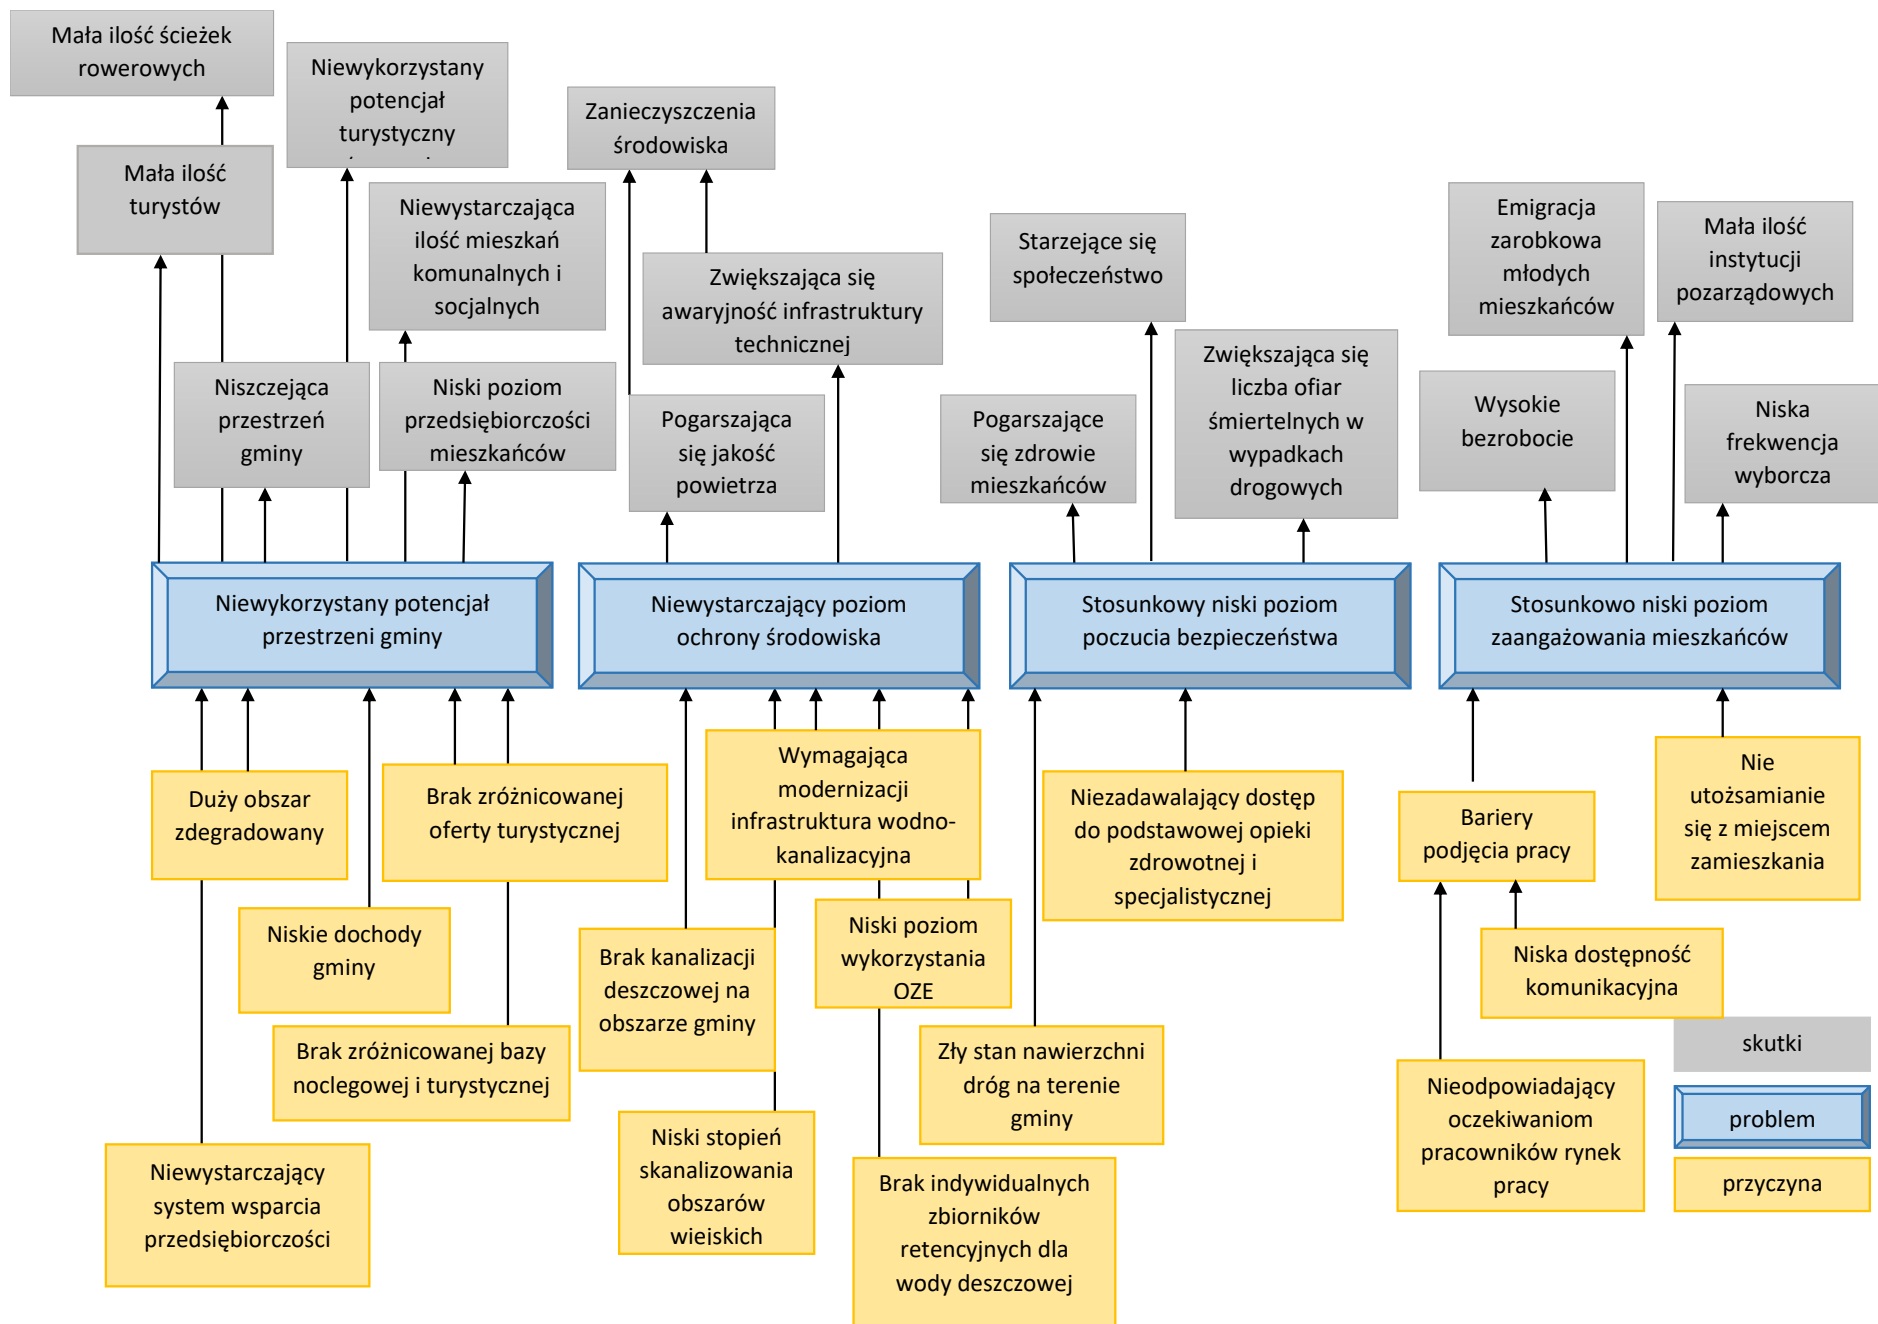 Mała ilość ścieżek
rowerowych
Niewykorzystany
potencjał
turystyczny
Zanieczyszczenia
środowiska
Mała ilość
turystów
Niewystarczająca
ilość mieszkań
komunalnych i
socjalnych
Zwiększająca się
awaryjność infrastruktury
technicznej
Starzejące się
społeczeństwo
Emigracja
zarobkowa
młodych
mieszkańców
Mała ilość
instytucji
pozarządowych
Niszczejąca
przestrzeń
gminy
Niski poziom
przedsiębiorczości
mieszkańców
Pogarszająca
się jakość
powietrza
Pogarszające
się zdrowie
mieszkańców
Zwiększająca się
liczba ofiar
śmiertelnych w
wypadkach
drogowych
Wysokie
bezrobocie
Niska
frekwencja
wyborcza
Niewykorzystany potencjał
przestrzeni gminy
Niewystarczający poziom
ochrony środowiska
Stosunkowy niski poziom
poczucia bezpieczeństwa
Stosunkowo niski poziom
zaangażowania mieszkańców
Duży obszar
zdegradowany
Brak zróżnicowanej
oferty turystycznej
Wymagająca
modernizacji
infrastruktura wodno-
kanalizacyjna
Niezadawalający dostęp
do podstawowej opieki
zdrowotnej i
specjalistycznej
Bariery
podjęcia pracy
Nie
utożsamianie
się z miejscem
zamieszkania
Niskie dochody
gminy
Brak kanalizacji
deszczowej na
obszarze gminy
Niski poziom
wykorzystania
OZE
Niska dostępność
komunikacyjna
Brak zróżnicowanej bazy
noclegowej i turystycznej
Zły stan nawierzchni
dróg na terenie
gminy
Nieodpowiadający
oczekiwaniom
pracowników rynek
pracy
Niewystarczający
system wsparcia
przedsiębiorczości
Niski stopień
skanalizowania
obszarów
wiejskich
Brak indywidualnych
zbiorników
retencyjnych dla
wody deszczowej
skutki
problem
przyczyna